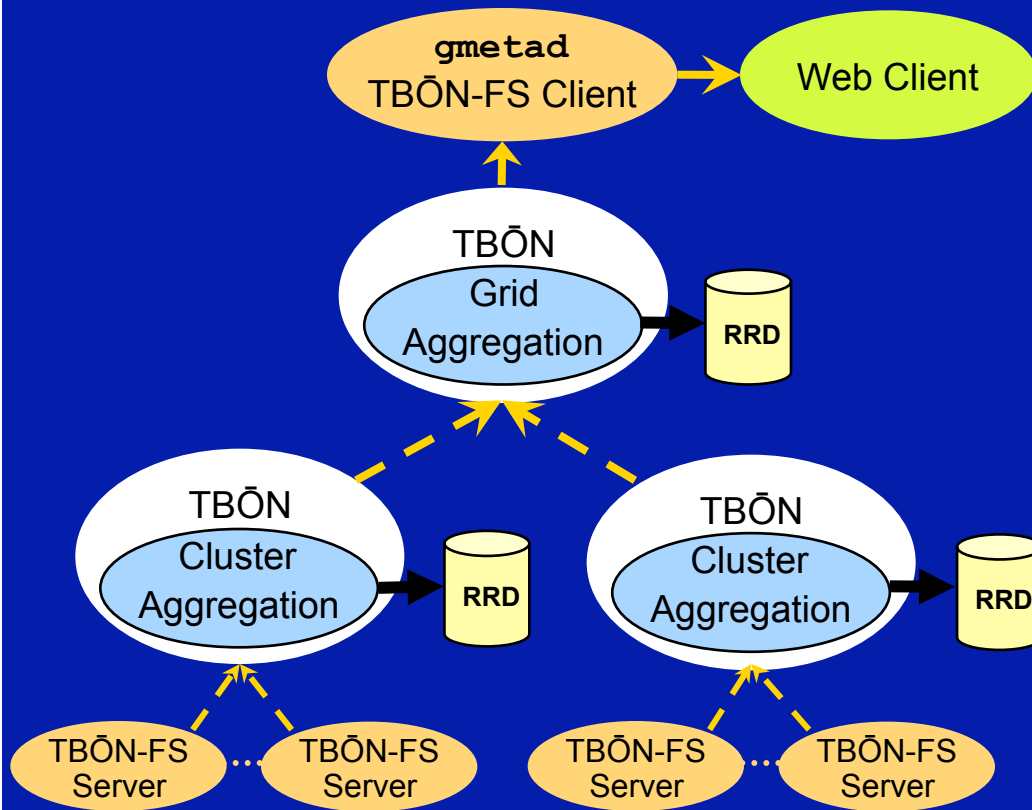 gmetad
TBŌN-FS Client
Web Client
TBŌN
Grid
Aggregation
RRD
TBŌN
Cluster
Aggregation
RRD
TBŌN
Cluster
Aggregation
RRD
TBŌN-FS
Server
...
TBŌN-FS
Server
TBŌN-FS
Server
...
TBŌN-FS
Server